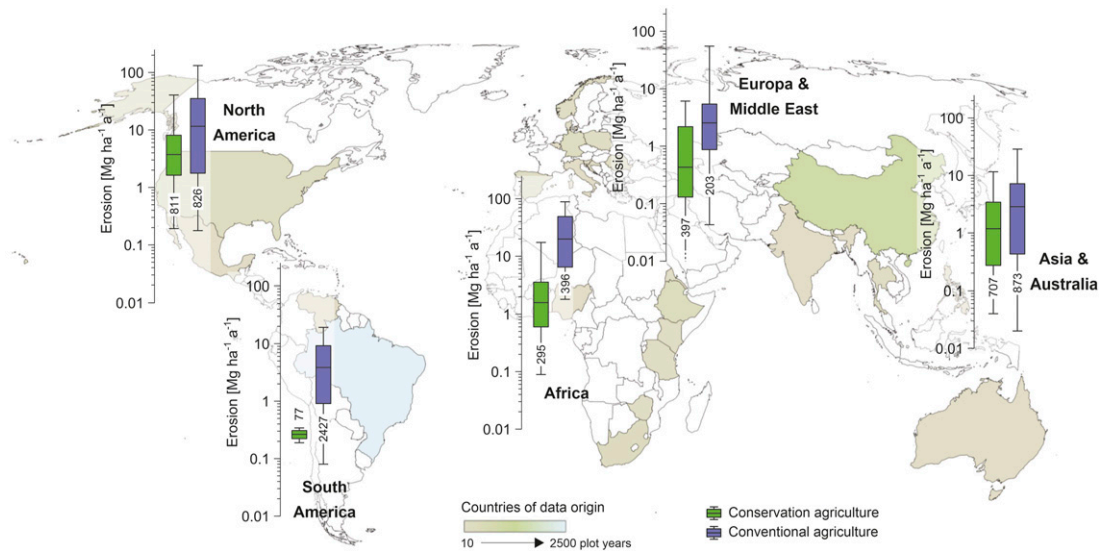 North
America
Erosion [Mg ha-1 a-1]
100
10
1
0.1
0.01
811
826
South
America
Erosion [Mg ha-1 a-1]
100
10
1
0.1
0.01
77
2427
Africa
Erosion [Mg ha-1 a-1]
100
10
1
0.1
0.01
295
396
Europa &
Middle East
Erosion [Mg ha-1 a-1]
100
10
1
0.1
0.01
397
203
Asia &
Australia
Erosion [Mg ha-1 a-1]
100
10
1
0.1
0.01
707
873
Countries of data origin
10 2500 plot years
Conservation agriculture
Conventional agriculture